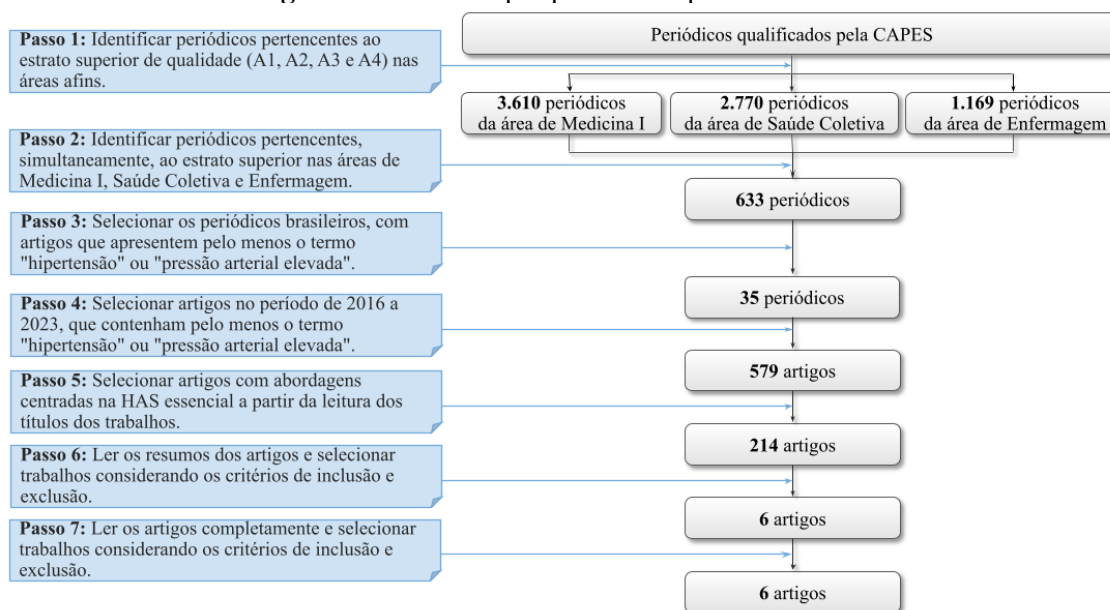 Periódicos qualificados pela CAPES
Passo 1: Identificar periódicos pertencentes ao
estrato superior de qualidade (A1, A2, A3 e A4) nas
áreas afins.
3.610 periódicos
da área de Medicina I
2.770 periódicos
da área de Saúde Coletiva
1.169 periódicos
da área de Enfermagem
Passo 2: Identificar periódicos pertencentes,
simultaneamente, ao estrato superior nas áreas de
Medicina I, Saúde Coletiva e Enfermagem.
633 periódicos
Passo 3: Selecionar os periódicos brasileiros, com
artigos que apresentem pelo menos o termo
"hipertensão" ou "pressão arterial elevada".
35 periódicos
Passo 4: Selecionar artigos no período de 2016 a
2023, que contenham pelo menos o termo
"hipertensão" ou "pressão arterial elevada".
579 artigos
Passo 5: Selecionar artigos com abordagens
centradas na HAS essencial a partir da leitura dos
títulos dos trabalhos.
214 artigos
Passo 6: Ler os resumos dos artigos e selecionar
trabalhos considerando os critérios de inclusão e
exclusão.
6 artigos
Passo 7: Ler os artigos completamente e selecionar
trabalhos considerando os critérios de inclusão e
exclusão.
6 artigos